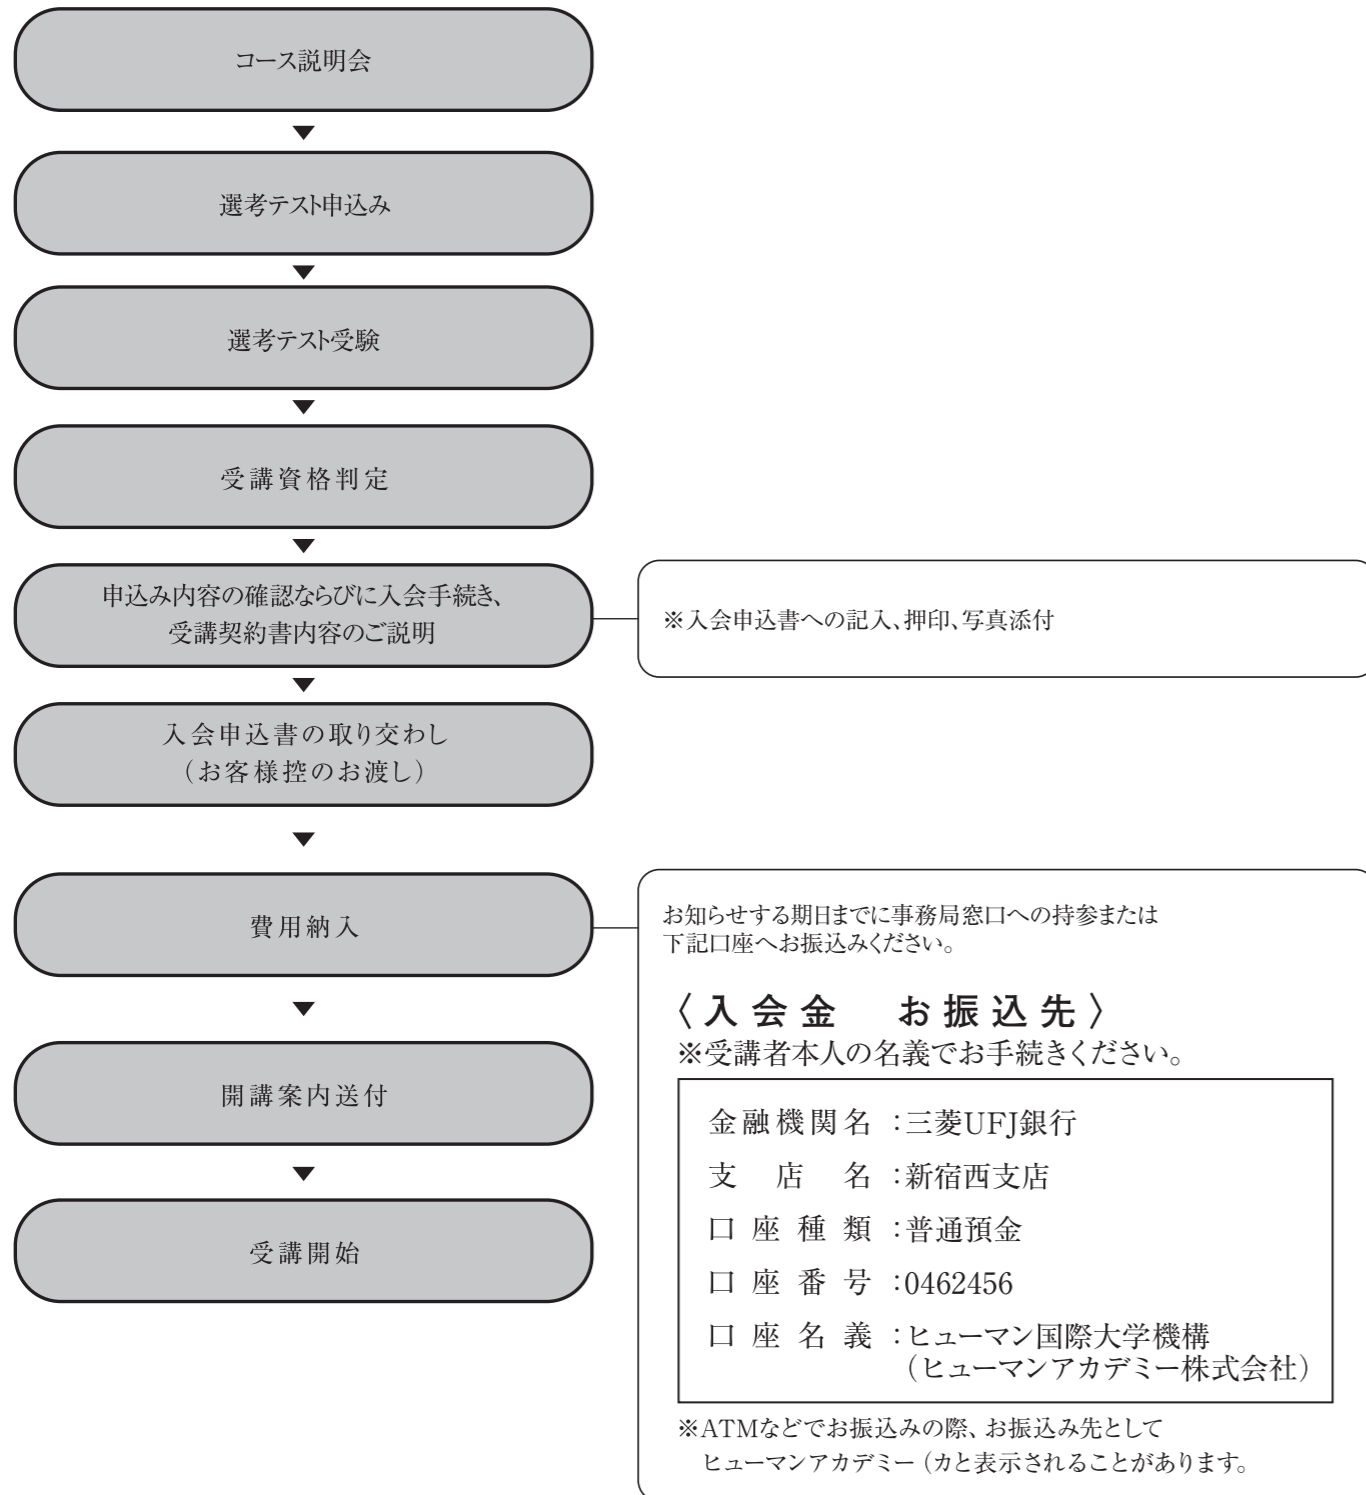 コース説明会
選考テスト申込み
選考テスト受験
受講資格判定
申込み内容の確認ならびに入会手続き、
受講契約書内容のご説明
※入会申込書への記入、押印、写真添付
入会申込書の取り交わし
（お客様控のお渡し）
費用納入
お知らせする期日までに事務局窓口への持参または
下記口座へお振込みください。
〈入会金　お振込先〉
※受講者本人の名義でお手続きください。
金融機関名：三菱UFJ銀行
支店名：新宿西支店
口座種類：普通預金
口座番号：0462456
口座名義：ヒューマン国際大学機構
（ヒューマンアカデミー株式会社）
※ATMなどでお振込みの際、お振込み先として
ヒューマンアカデミー（カと表示されることがあります。
開講案内送付
受講開始